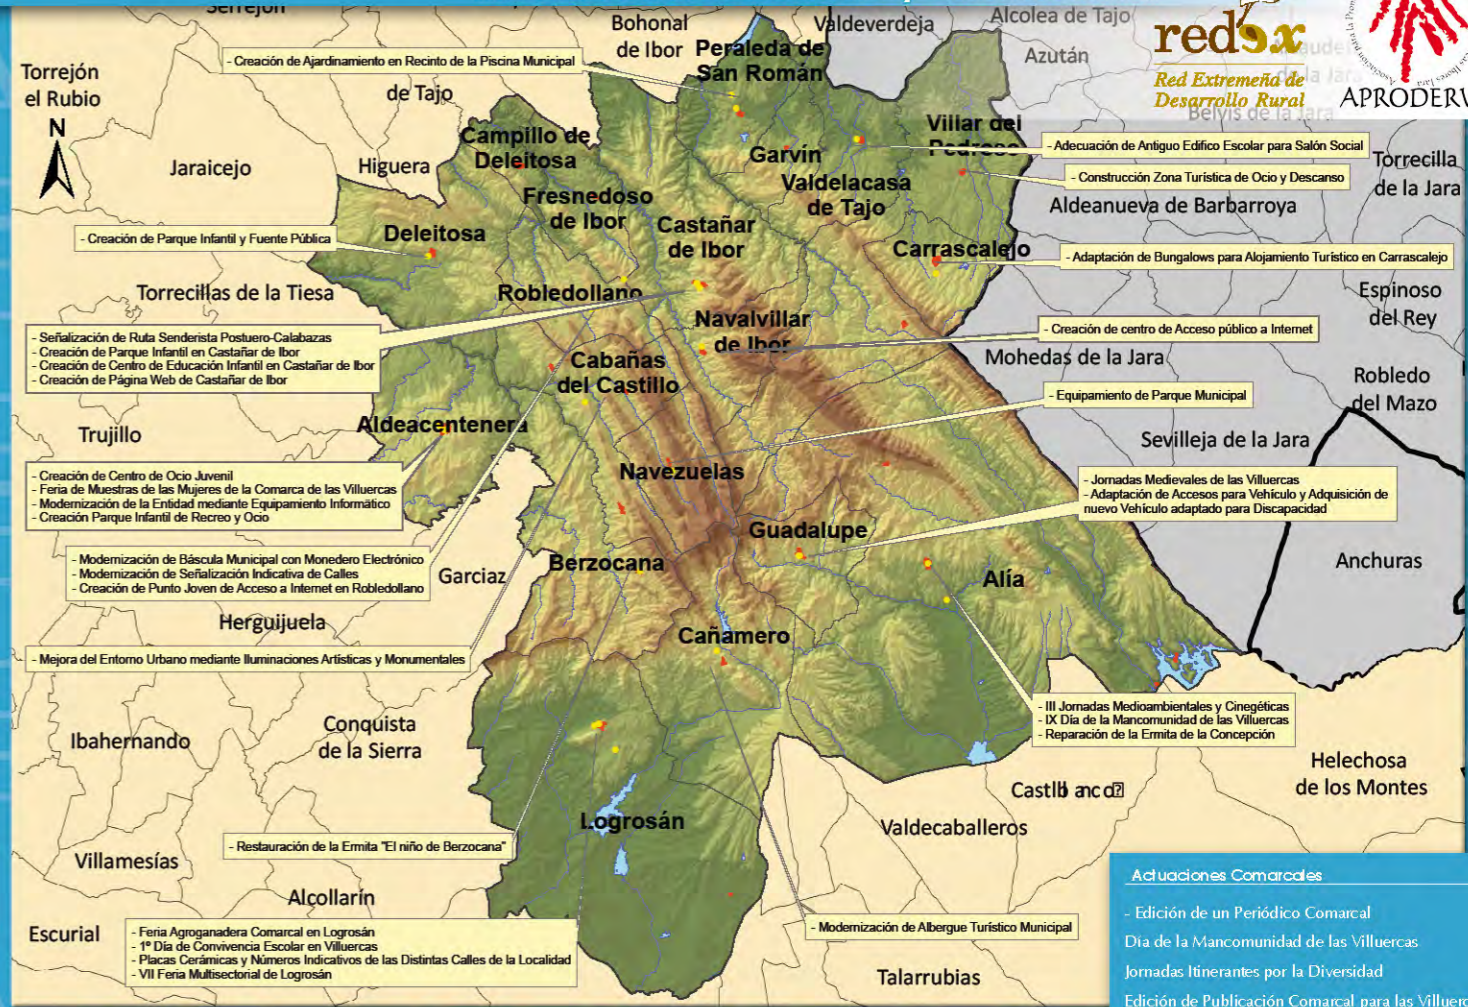 Serrejón
Bohonal
de Ibor
Valdeverdeja
Alcolea de Tajo
Azután
redex
Red Extremeña de
Desarrollo Rural
Belvis de la Jara
Torrejón
el Rubio
N
- Creación de Ajardinamiento en Recinto de la Piscina Municipal
Peraleda de
San Román
de Tajo
Jaraicejo
Higuera
Campillo de
Deleitosa
Garvín
Villar del
Pedroso
- Adecuación de Antiguo Edifico Escolar para Salón Social
Torrecilla
de la Jara
- Construcción Zona Turística de Ocio y Descanso
Valdelacasa
de Tajo
Aldeanueva de Barbarroya
Fresnedoso
de Ibor
Castañar
de Ibor
Deleitosa
- Creación de Parque Infantil y Fuente Pública
Carrascalejo
- Adaptación de Bungalows para Alojamiento Turístico en Carrascalejo
Torrecillas de la Tiesa
Robledollano
Espinoso
del Rey
Navalvillar
de Ibor
- Creación de centro de Acceso público a Internet
- Señalización de Ruta Senderista Postuero-Calabazas
- Creación de Parque Infantil en Castañar de Ibor
- Creación de Centro de Educación Infantil en Castañar de Ibor
- Creación de Página Web de Castañar de Ibor
Cabañas
del Castillo
Mohedas de la Jara
Robledo
del Mazo
- Equipamiento de Parque Municipal
Trujillo
Aldeacentenera
Sevilleja de la Jara
- Creación de Centro de Ocio Juvenil
- Feria de Muestras de las Mujeres de la Comarca de las Villuercas
- Modernización de la Entidad mediante Equipamiento Informático
- Creación Parque Infantil de Recreo y Ocio
Navezuelas
- Jornadas Medievales de las Villuercas
- Adaptación de Accesos para Vehículo y Adquisición de
nuevo Vehículo adaptado para Discapacidad
Guadalupe
- Modernización de Báscula Municipal con Monedero Electrónico
- Modernización de Señalización Indicativa de Calles
- Creación de Punto Joven de Acceso a Internet en Robledollano
Garciaz
Berzocana
Alía
Anchuras
Herguijuela
Cañamero
- Mejora del Entorno Urbano mediante Iluminaciones Artísticas y Monumentales
- III Jornadas Medioambientales y Cinegéticas
- IX Día de la Mancomunidad de las Villuercas
- Reparación de la Ermita de la Concepción
Ibahernando
Conquista
de la Sierra
Helechosa
de los Montes
Logrosán
Valdecaballeros
- Restauración de la Ermita "El niño de Berzocana"
Villamesías
Alcollarín
Escurial
- Feria Agroganadera Comarcal en Logrosán
- 1º Día de Convivencia Escolar en Villuercas
- Placas Cerámicas y Números Indicativos de las Distintas Calles de la Localidad
- VII Feria Multisectorial de Logrosán
- Modernización de Albergue Turístico Municipal
Talarrubias
Actuaciones Comarcales
- Edición de un Periódico Comarcal
Día de la Mancomunidad de las Villuercas
Jornadas Itinerantes por la Diversidad
Edición de Publicación Comarcal para las